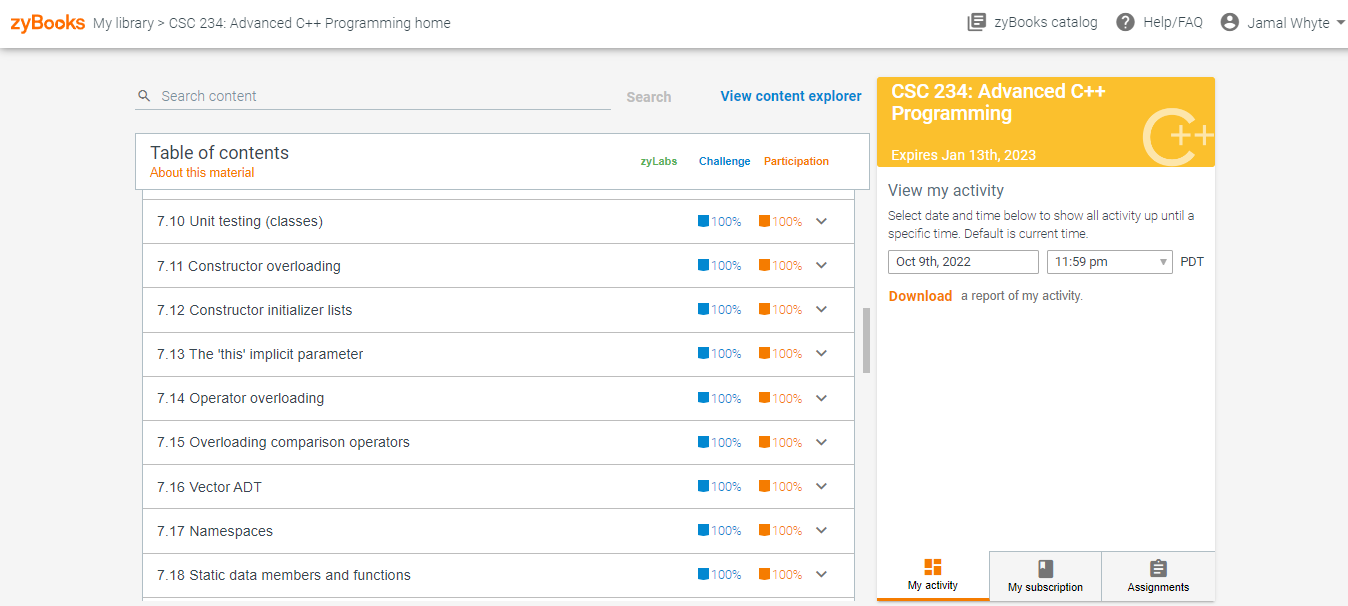 zyBooks My library > CSC 234: Advanced C++ Programming home
zyBooks catalog
Help/FAQ
Jamal Whyte
Search content
Search
View content explorer
Table of contents
About this material
zyLabs Challenge Participation
7.10 Unit testing (classes) 100% 100%
7.11 Constructor overloading 100% 100%
7.12 Constructor initializer lists 100% 100%
7.13 The 'this' implicit parameter 100% 100%
7.14 Operator overloading 100% 100%
7.15 Overloading comparison operators 100% 100%
7.16 Vector ADT 100% 100%
7.17 Namespaces 100% 100%
7.18 Static data members and functions 100% 100%
CSC 234: Advanced C++
Programming
C++
Expires Jan 13th, 2023
View my activity
Select date and time below to show all activity up until a
specific time. Default is current time.
Oct 9th, 2022 11:59 pm PDT
Download a report of my activity.
My activity
My subscription
Assignments